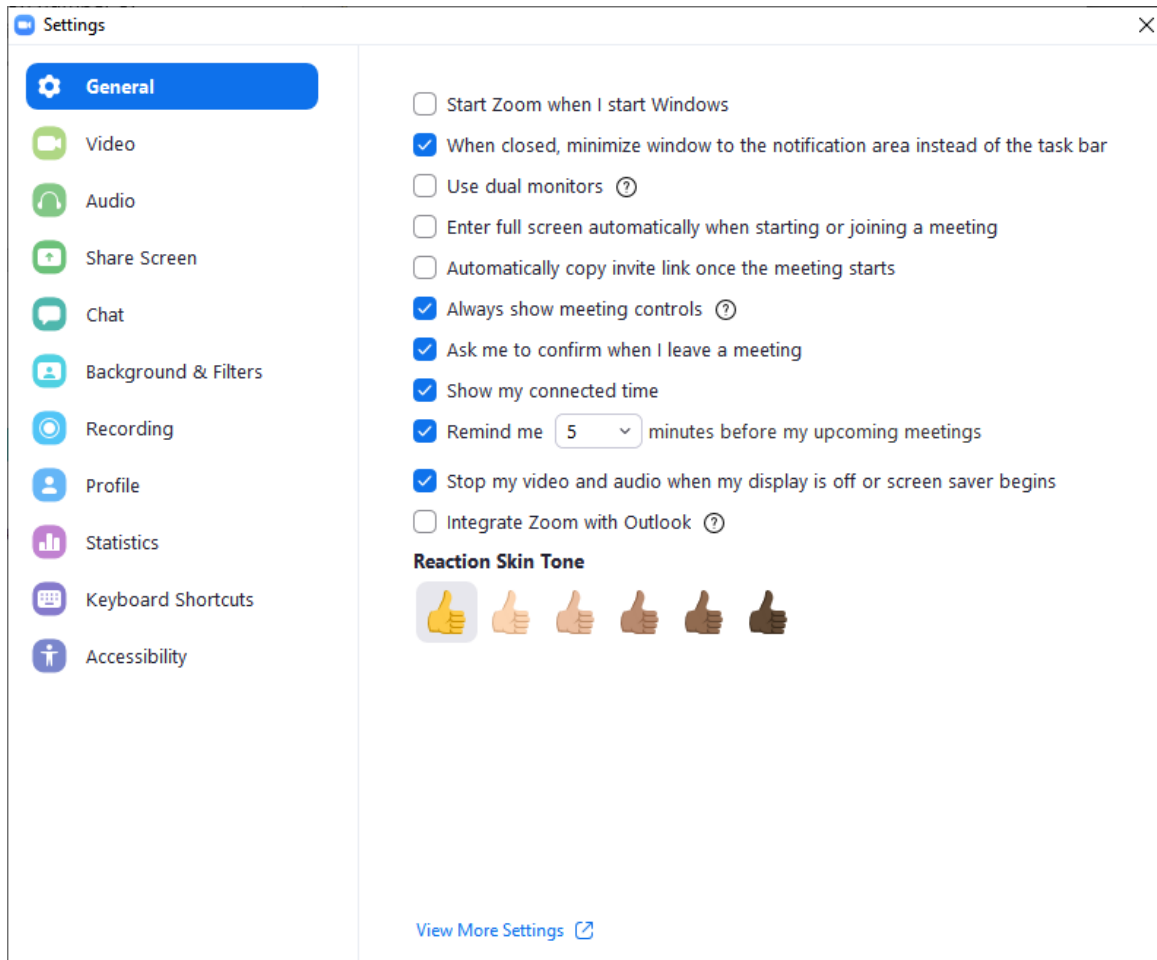 Settings
General
Video
Audio
Share Screen
Chat
Background & Filters
Recording
Profile
Statistics
Keyboard Shortcuts
Accessibility
Start Zoom when I start Windows
When closed, minimize window to the notification area instead of the task bar
Use dual monitors
Enter full screen automatically when starting or joining a meeting
Automatically copy invite link once the meeting starts
Always show meeting controls
Ask me to confirm when I leave a meeting
Show my connected time
Remind me 5 minutes before my upcoming meetings
Stop my video and audio when my display is off or screen saver begins
Integrate Zoom with Outlook
Reaction Skin Tone
View More Settings